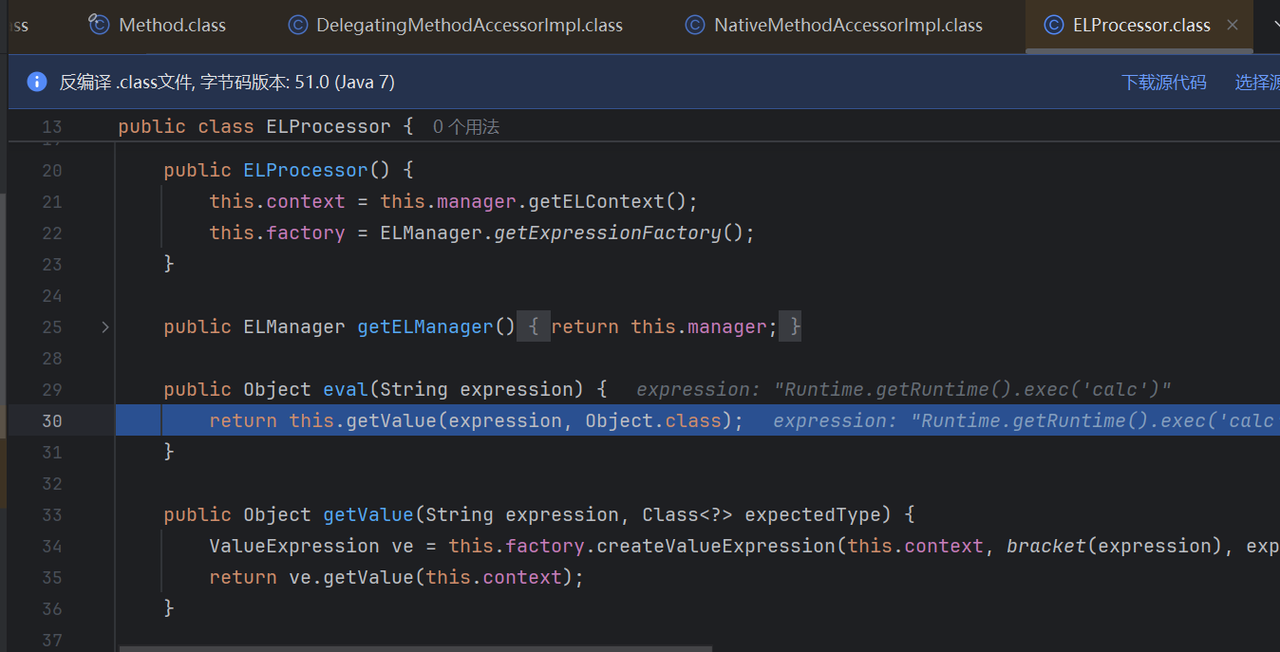 ss Method.class DelegatingMethodAccessorImpl.class NativeMethodAccessorImpl.class ELProcessor.class
反编译 .class文件, 字节码版本: 51.0 (Java 7) 下载源代码 选择源
13 public class ELProcessor { 0 个用法
20 public ELProcessor() {
21 this.context = this.manager.getELContext();
22 this.factory = ELManager.getExpressionFactory();
23 }
24
25 public ELManager getELManager() { return this.manager; }
28
29 public Object eval(String expression) { expression: "Runtime.getRuntime().exec('calc')"
30 return this.getValue(expression, Object.class); expression: "Runtime.getRuntime().exec('calc
31 }
32
33 public Object getValue(String expression, Class<?> expectedType) {
34 ValueExpression ve = this.factory.createValueExpression(this.context, bracket(expression), exp
35 return ve.getValue(this.context);
36 }
37